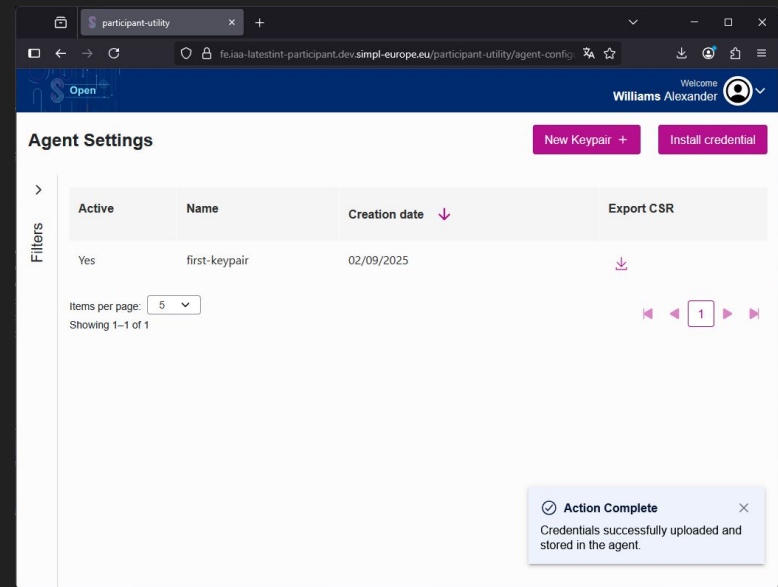 participant-utility
fe.iaa-latestint-participant.dev.simpl-europe.eu/participant-utility/agent-config
Open
Welcome
Williams Alexander
Agent Settings
New Keypair +
Install credential
Filters
Active Name Creation date Export CSR
Yes first-keypair 02/09/2025
Items per page: 5
Showing 1–1 of 1
1
Action Complete
Credentials successfully uploaded and
stored in the agent.